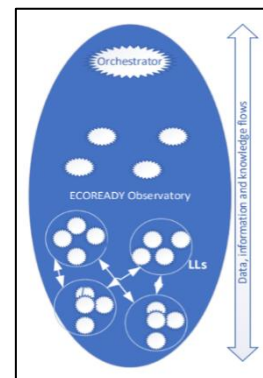 Orchestrator
ECOREADY Observatory
LLs
Data, information and knowledge flows